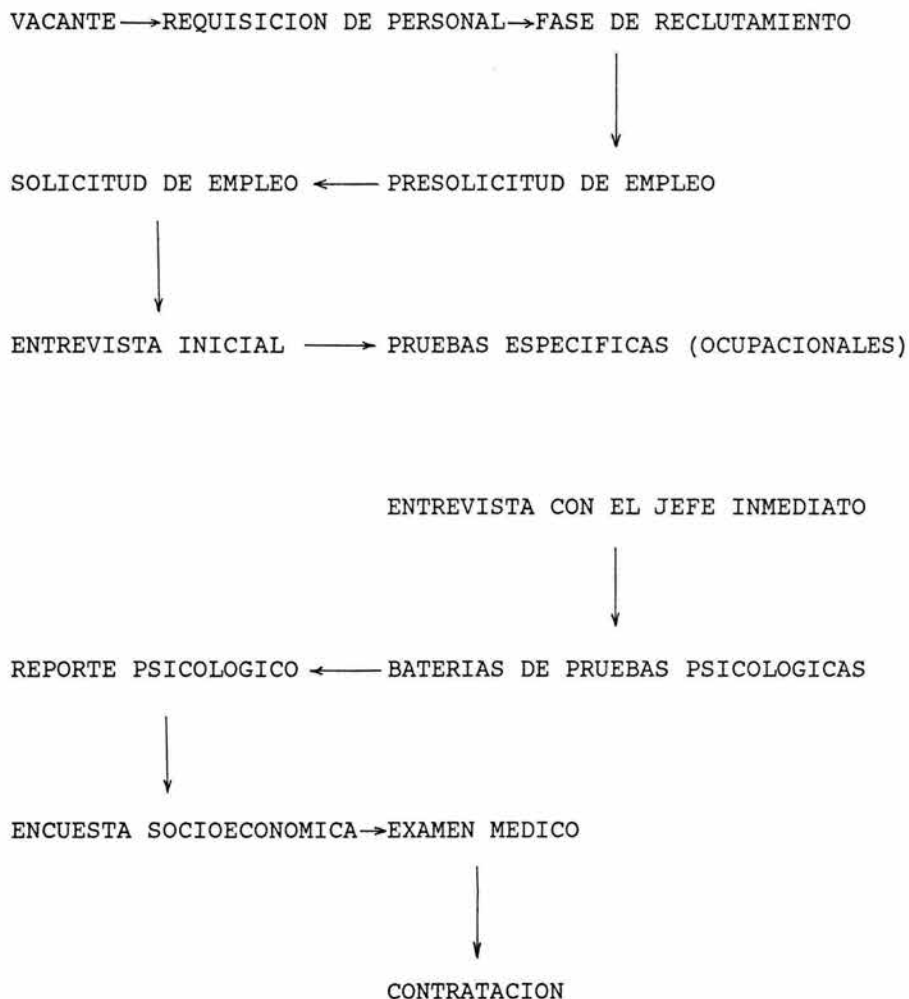 VACANTE→REQUISICION DE PERSONAL→FASE DE RECLUTAMIENTO
SOLICITUD DE EMPLEO ← PRESOLICITUD DE EMPLEO
ENTREVISTA INICIAL → PRUEBAS ESPECIFICAS (OCUPACIONALES)
ENTREVISTA CON EL JEFE INMEDIATO
REPORTE PSICOLOGICO ← BATERIAS DE PRUEBAS PSICOLOGICAS
ENCUESTA SOCIOECONOMICA→EXAMEN MEDICO
CONTRATACION